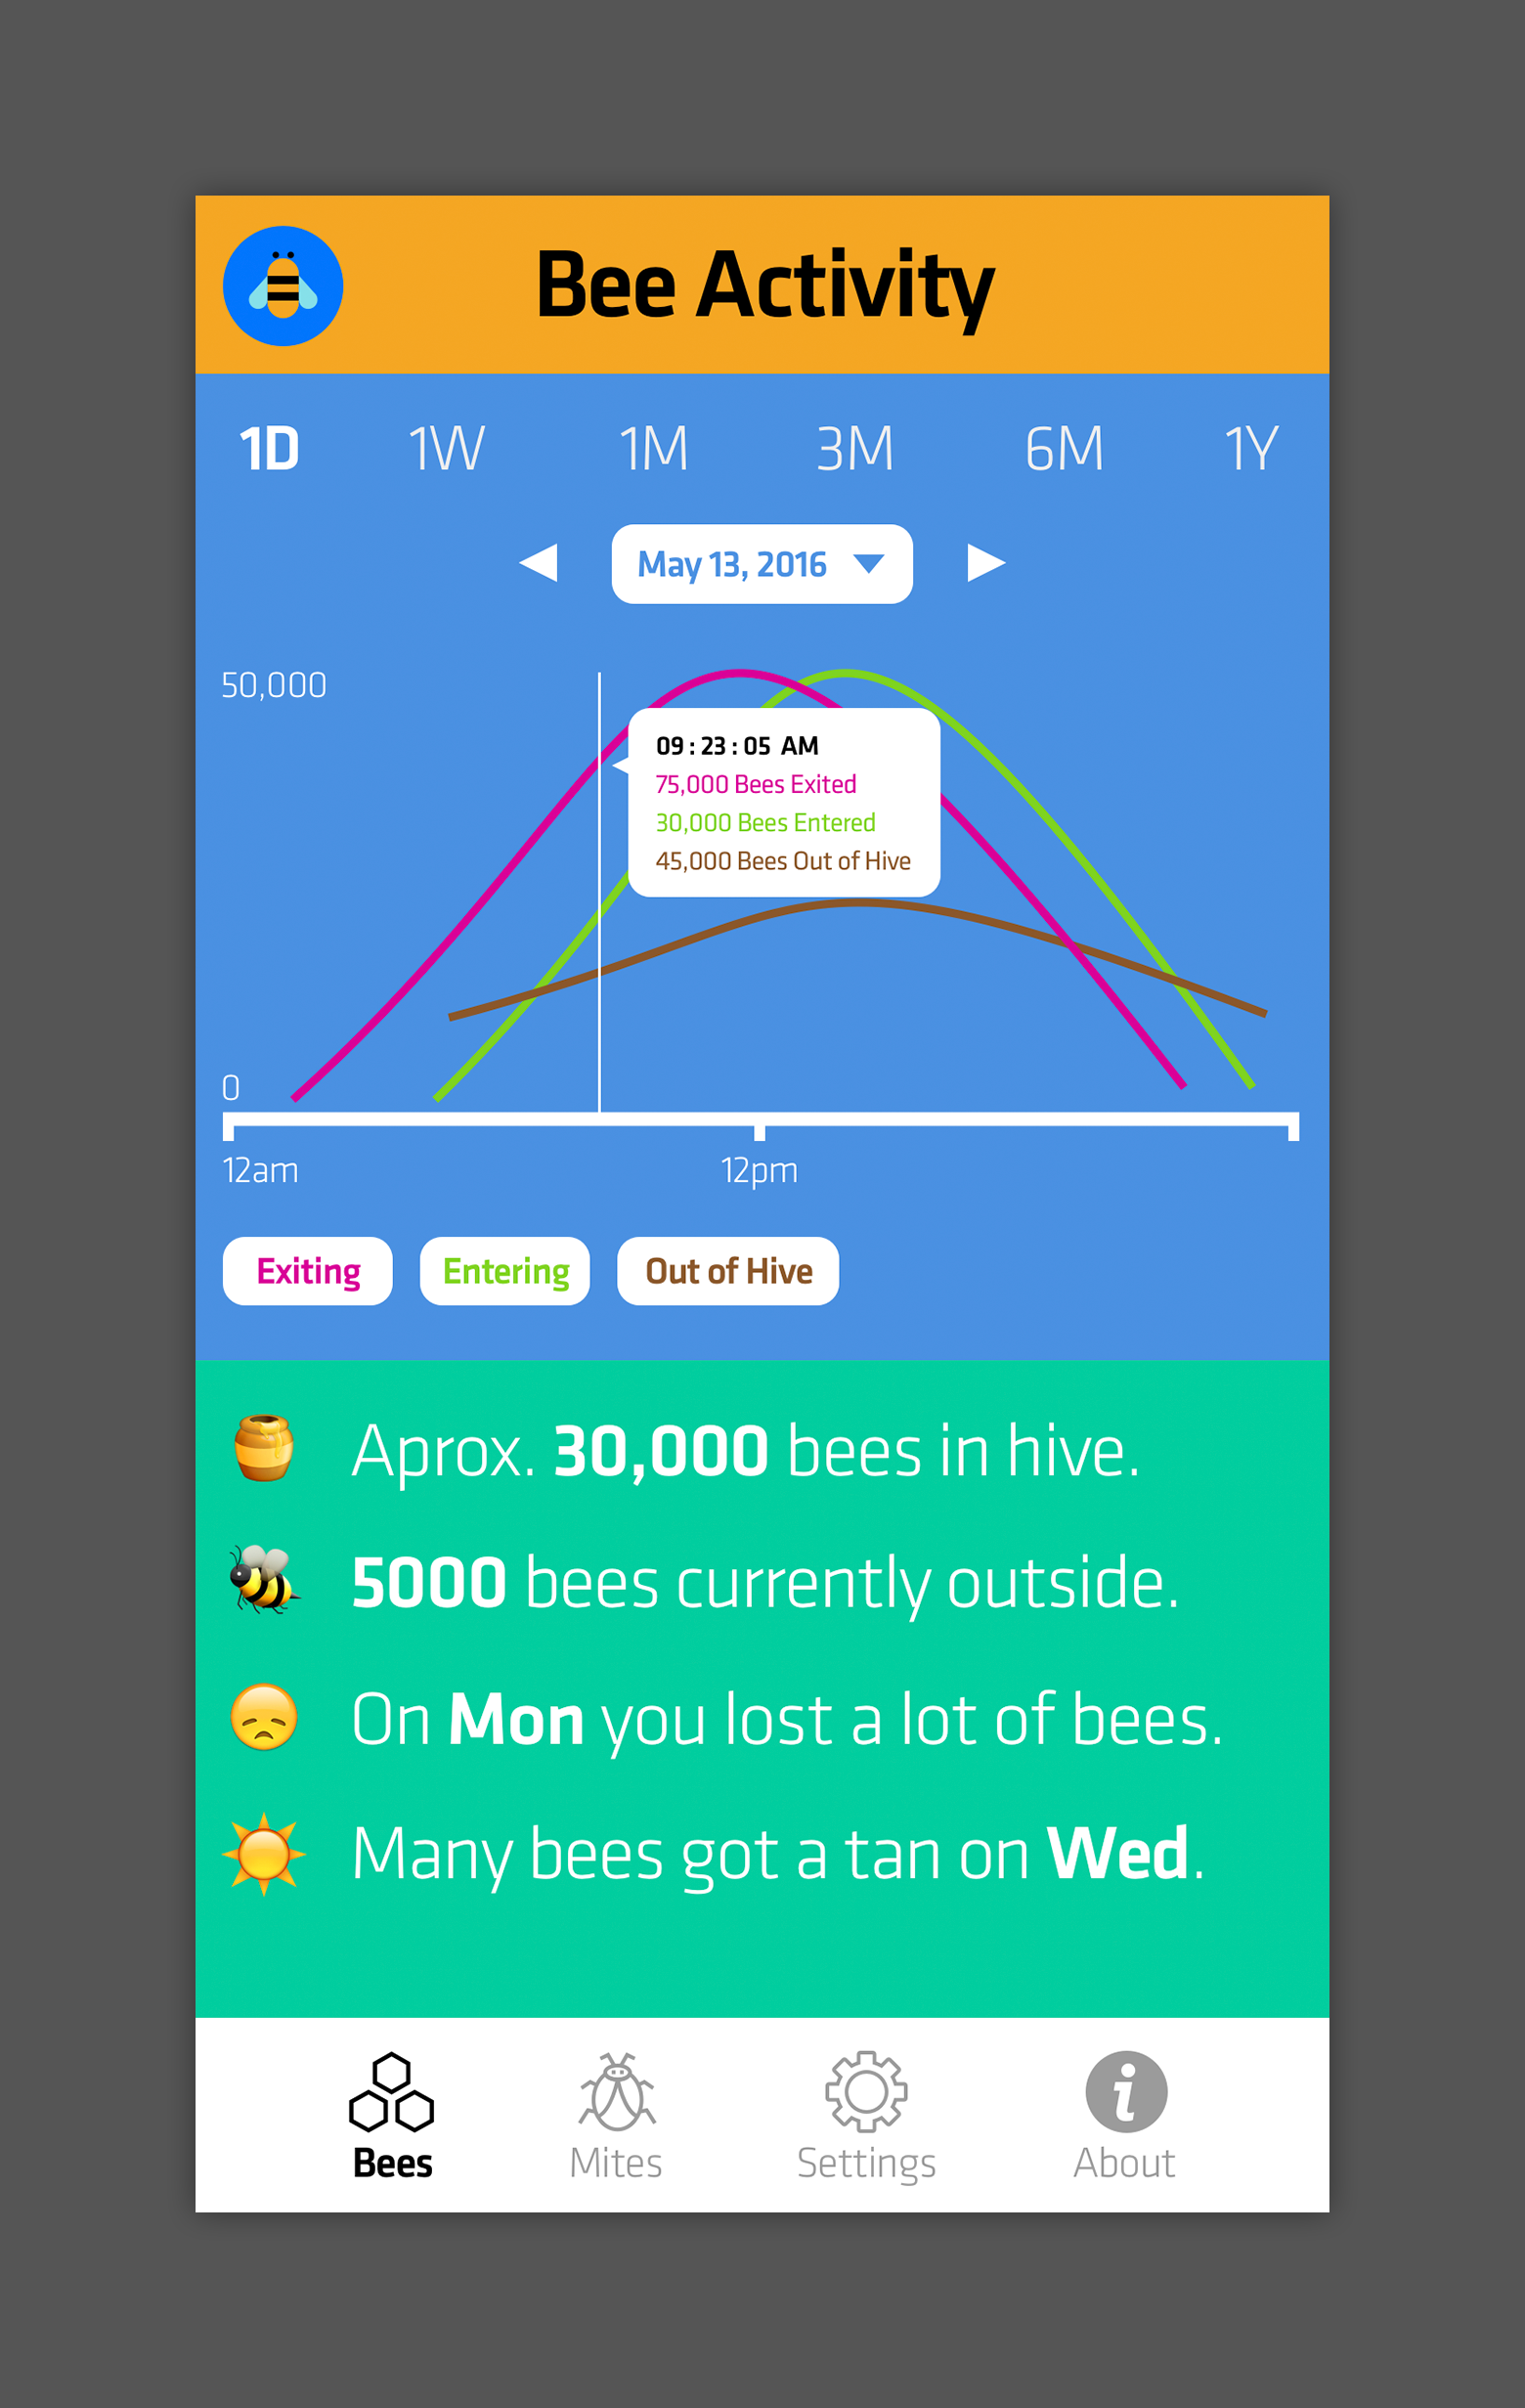 Bee Activity
1D 1W 1M 3M 6M 1Y
May 13, 2016
50,000
09 : 23 : 05 AM
75,000 Bees Exited
30,000 Bees Entered
45,000 Bees Out of Hive
0
12am 12pm
Exiting Entering Out of Hive
Aprox. 30,000 bees in hive.
5000 bees currently outside.
On Mon you lost a lot of bees.
Many bees got a tan on Wed.
Bees Mites Settings About